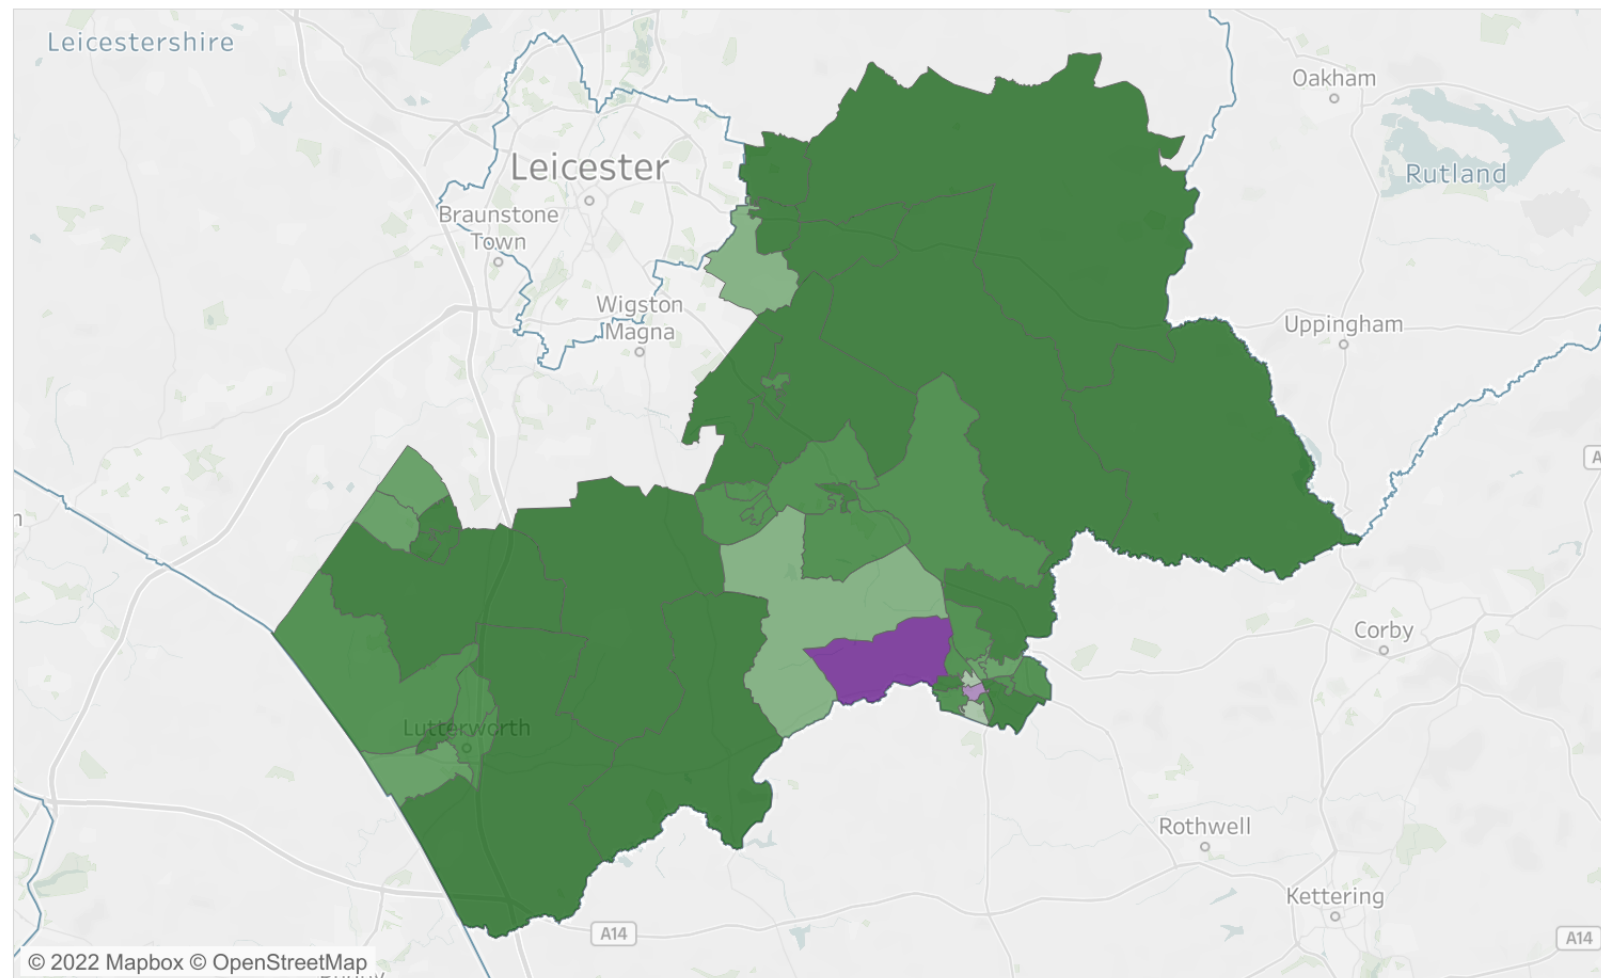 Leicestershire
Oakham
Leicester
Rutland
Braunstone
Town
Wigston
Magna
Uppingham
A
Corby
Lutterworth
Rothwell
Kettering
A14
A14
© 2022 Mapbox © OpenStreetMap